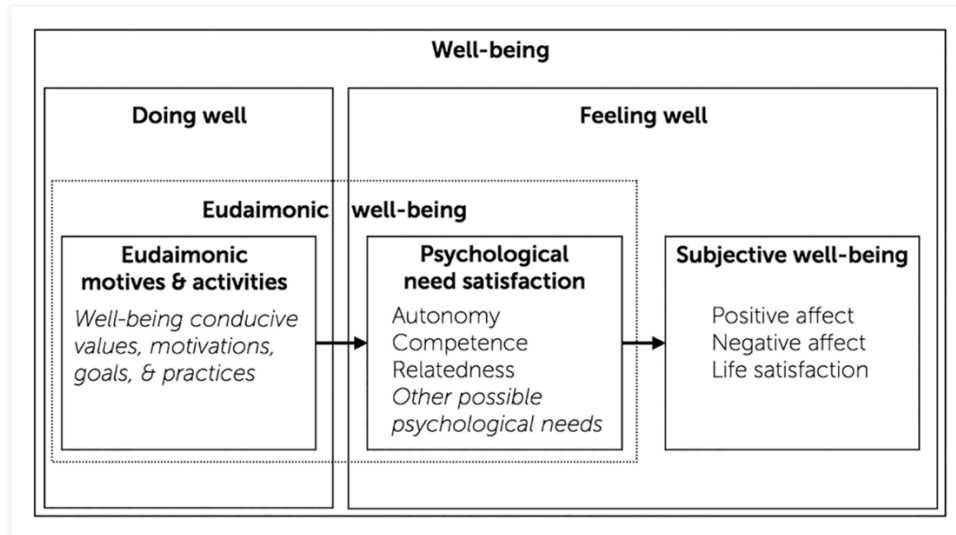 Well-being
Doing well
Feeling well
Eudaimonic well-being
Eudaimonic
motives & activities
Well-being conducive
values, motivations,
goals, & practices
Psychological
need satisfaction
Autonomy
Competence
Relatedness
Other possible
psychological needs
Subjective well-being
Positive affect
Negative affect
Life satisfaction